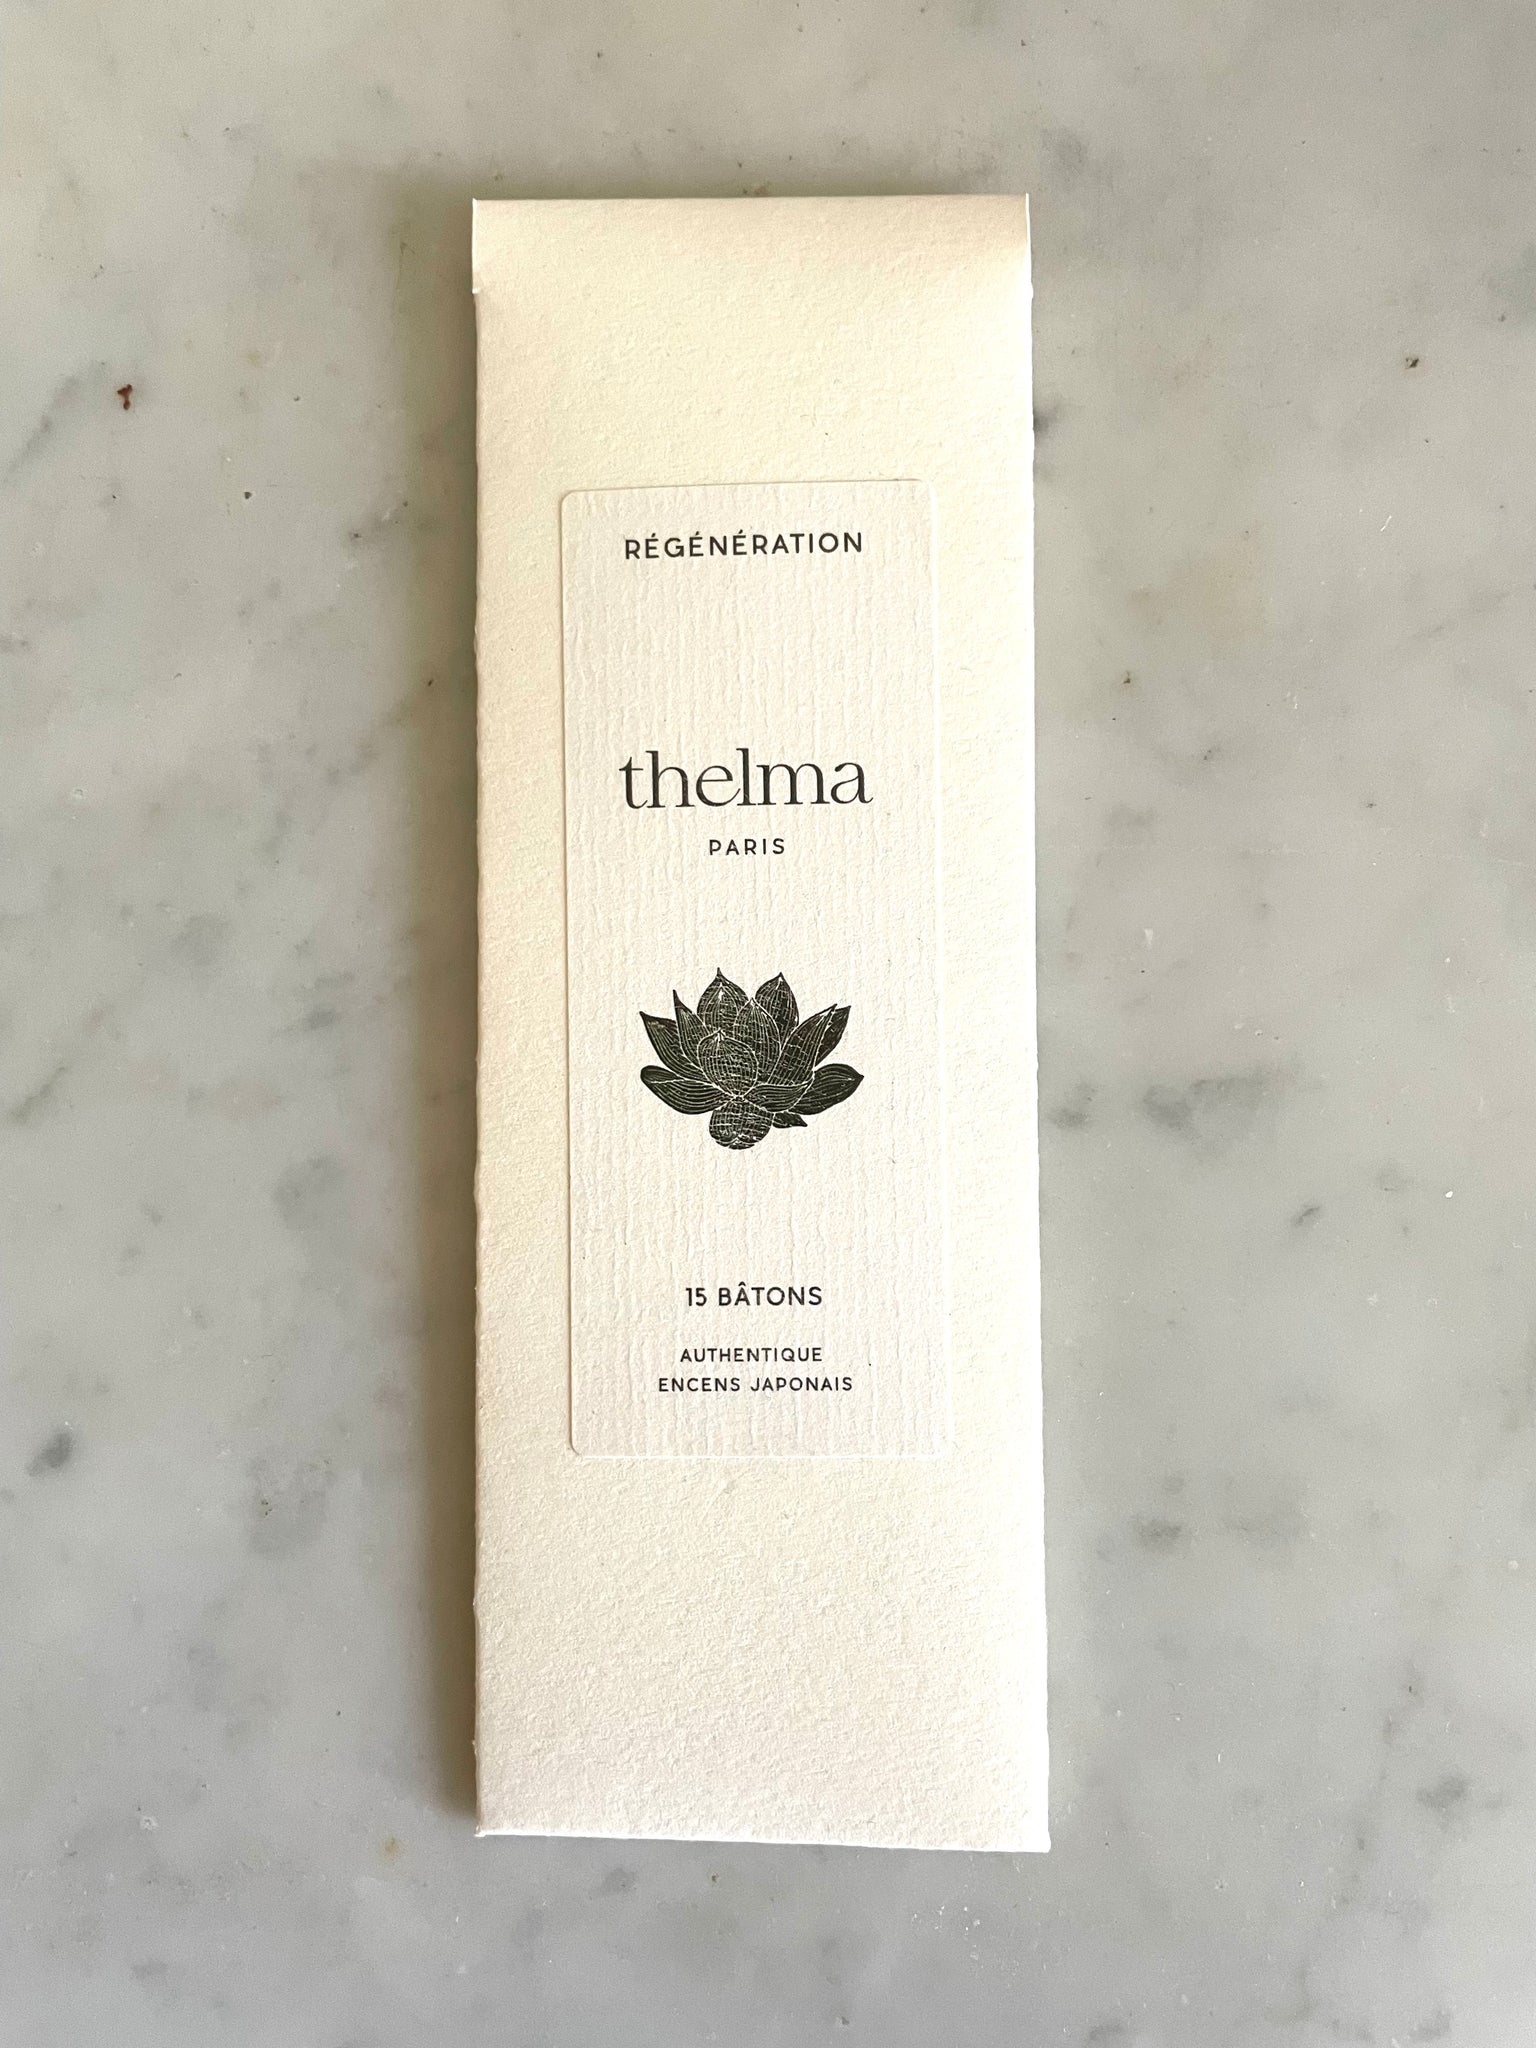 RÉGÉNÉRATION
thelma
PARIS
15 BÂTONS
AUTHENTIQUE
ENCENS JAPONAIS